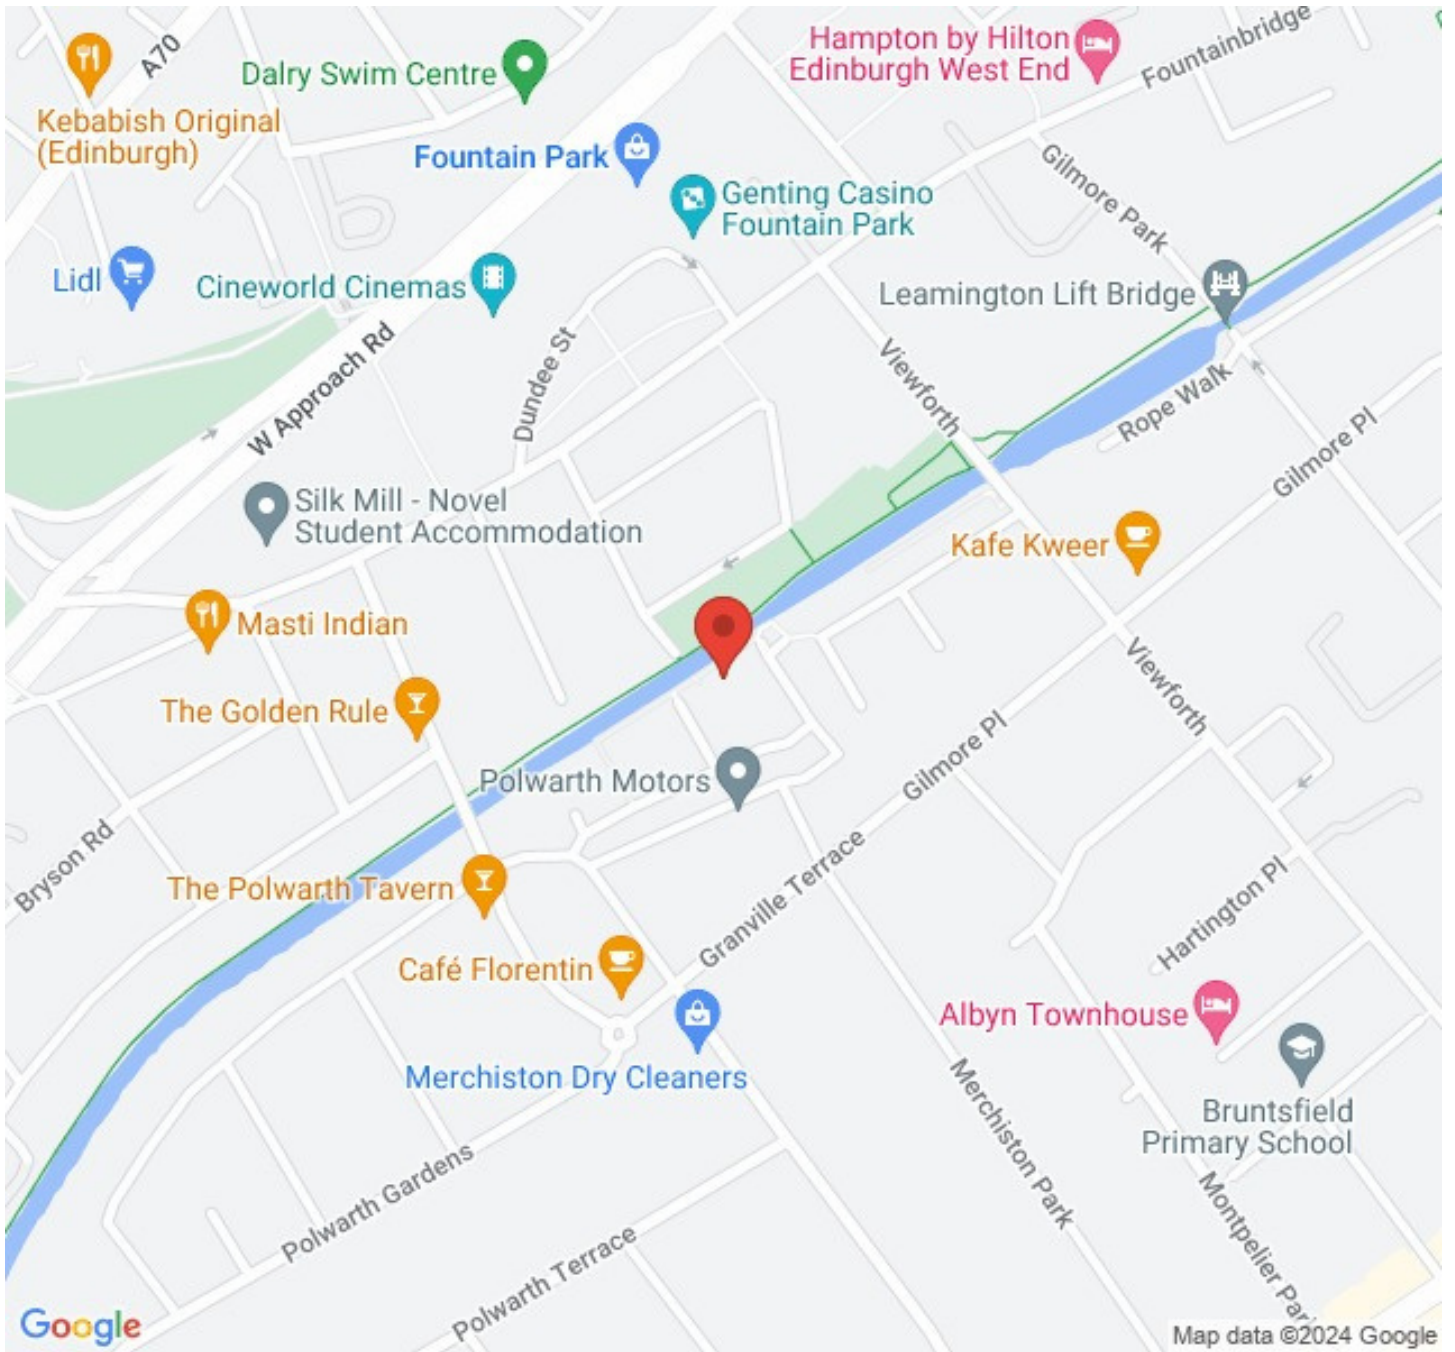 Hampton by Hilton
Edinburgh West End
Fountainbridge
A70
Dalry Swim Centre
Kebabish Original
(Edinburgh)
Fountain Park
Gilmore Park
Genting Casino
Fountain Park
Lidl
Cineworld Cinemas
Leamington Lift Bridge
W Approach Rd
Dundee St
Viewforth
Rope Walk
Gilmore Pl
Silk Mill - Novel
Student Accommodation
Kafe Kweer
Masti Indian
Viewforth
The Golden Rule
Gilmore Pl
Polwarth Motors
Bryson Rd
The Polwarth Tavern
Granville Terrace
Hartington Pl
Café Florentin
Albyn Townhouse
Merchiston Dry Cleaners
Merchiston Park
Bruntsfield
Primary School
Polwarth Gardens
Montpelier Park
Polwarth Terrace
Google
Map data ©2024 Google